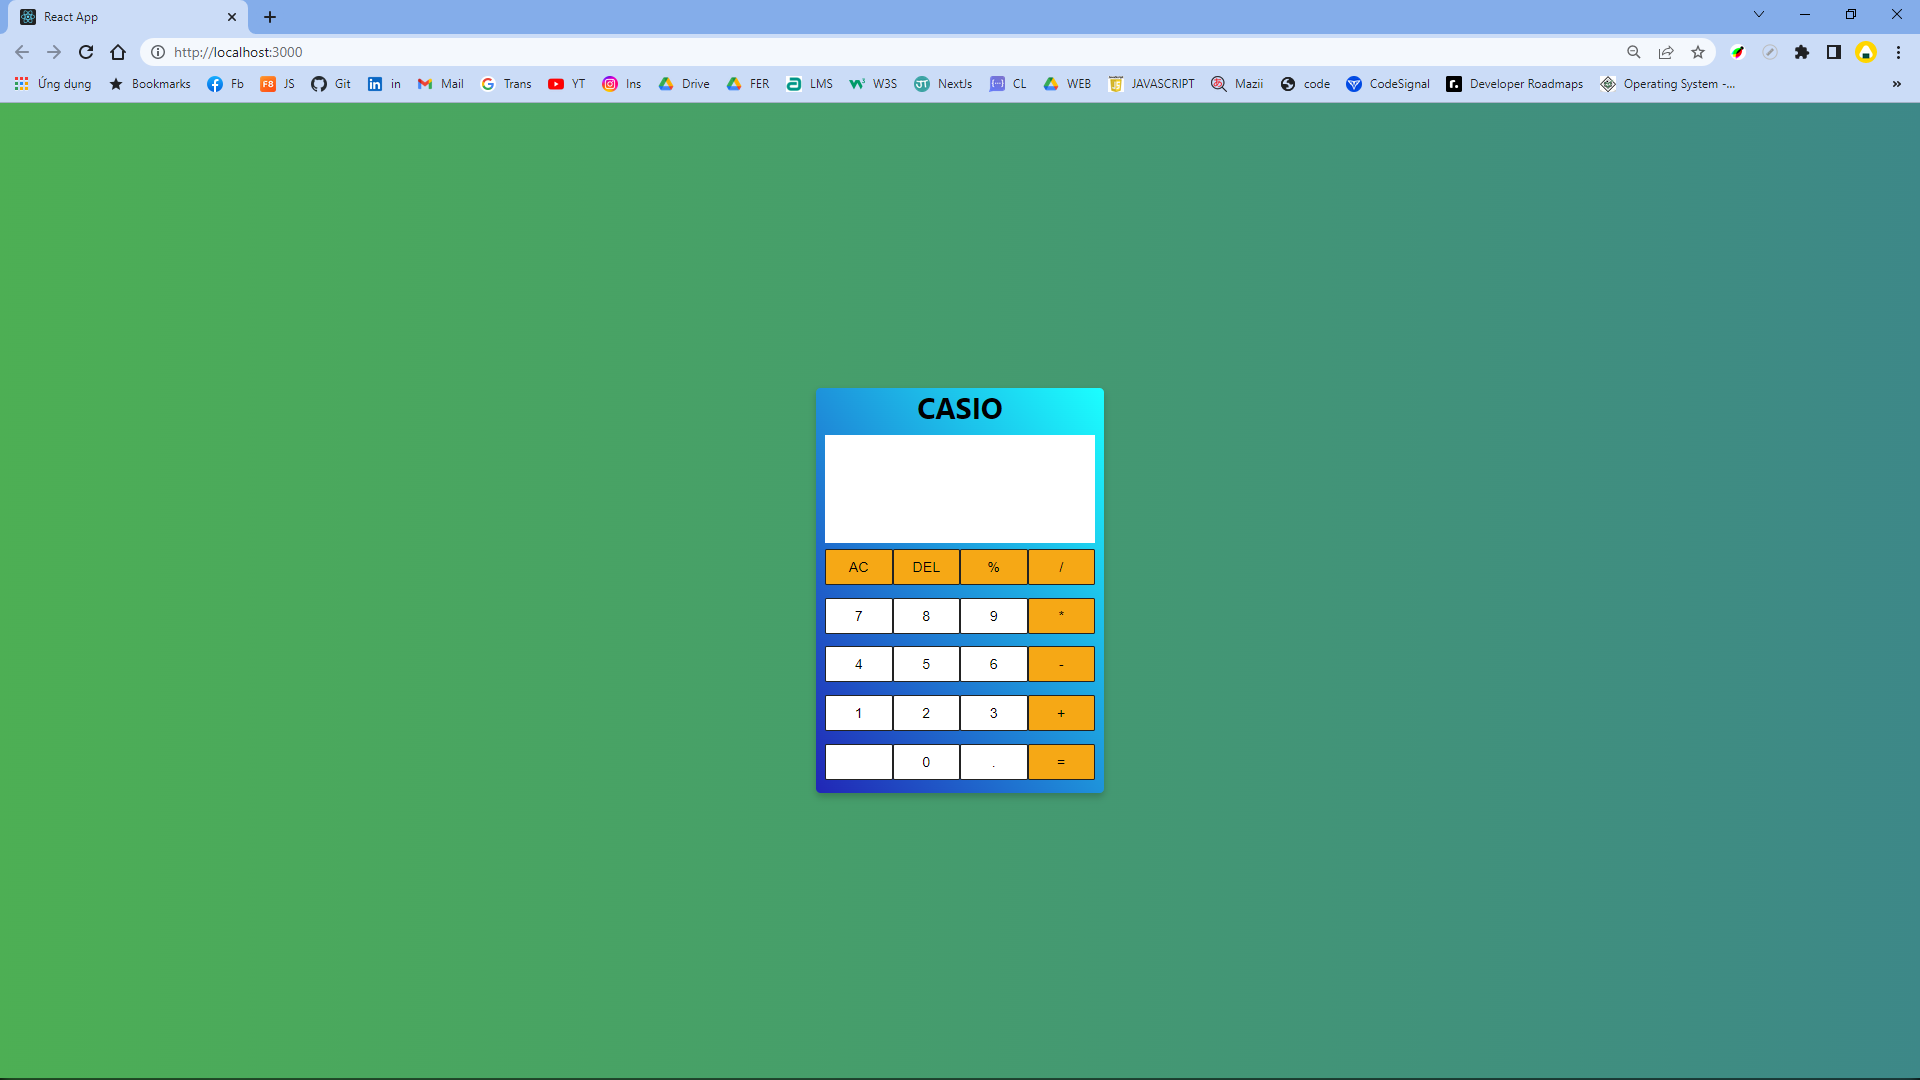 React App
http://localhost:3000
Ứng dụng Bookmarks Fb F8 JS Git in Mail Trans YT Ins Drive FER LMS W3S JT NextJs CL WEB JAVASCRIPT Mazii code CodeSignal r. Developer Roadmaps Operating System -...
CASIO
AC DEL % /
7 8 9 *
4 5 6 -
1 2 3 +
0 . =